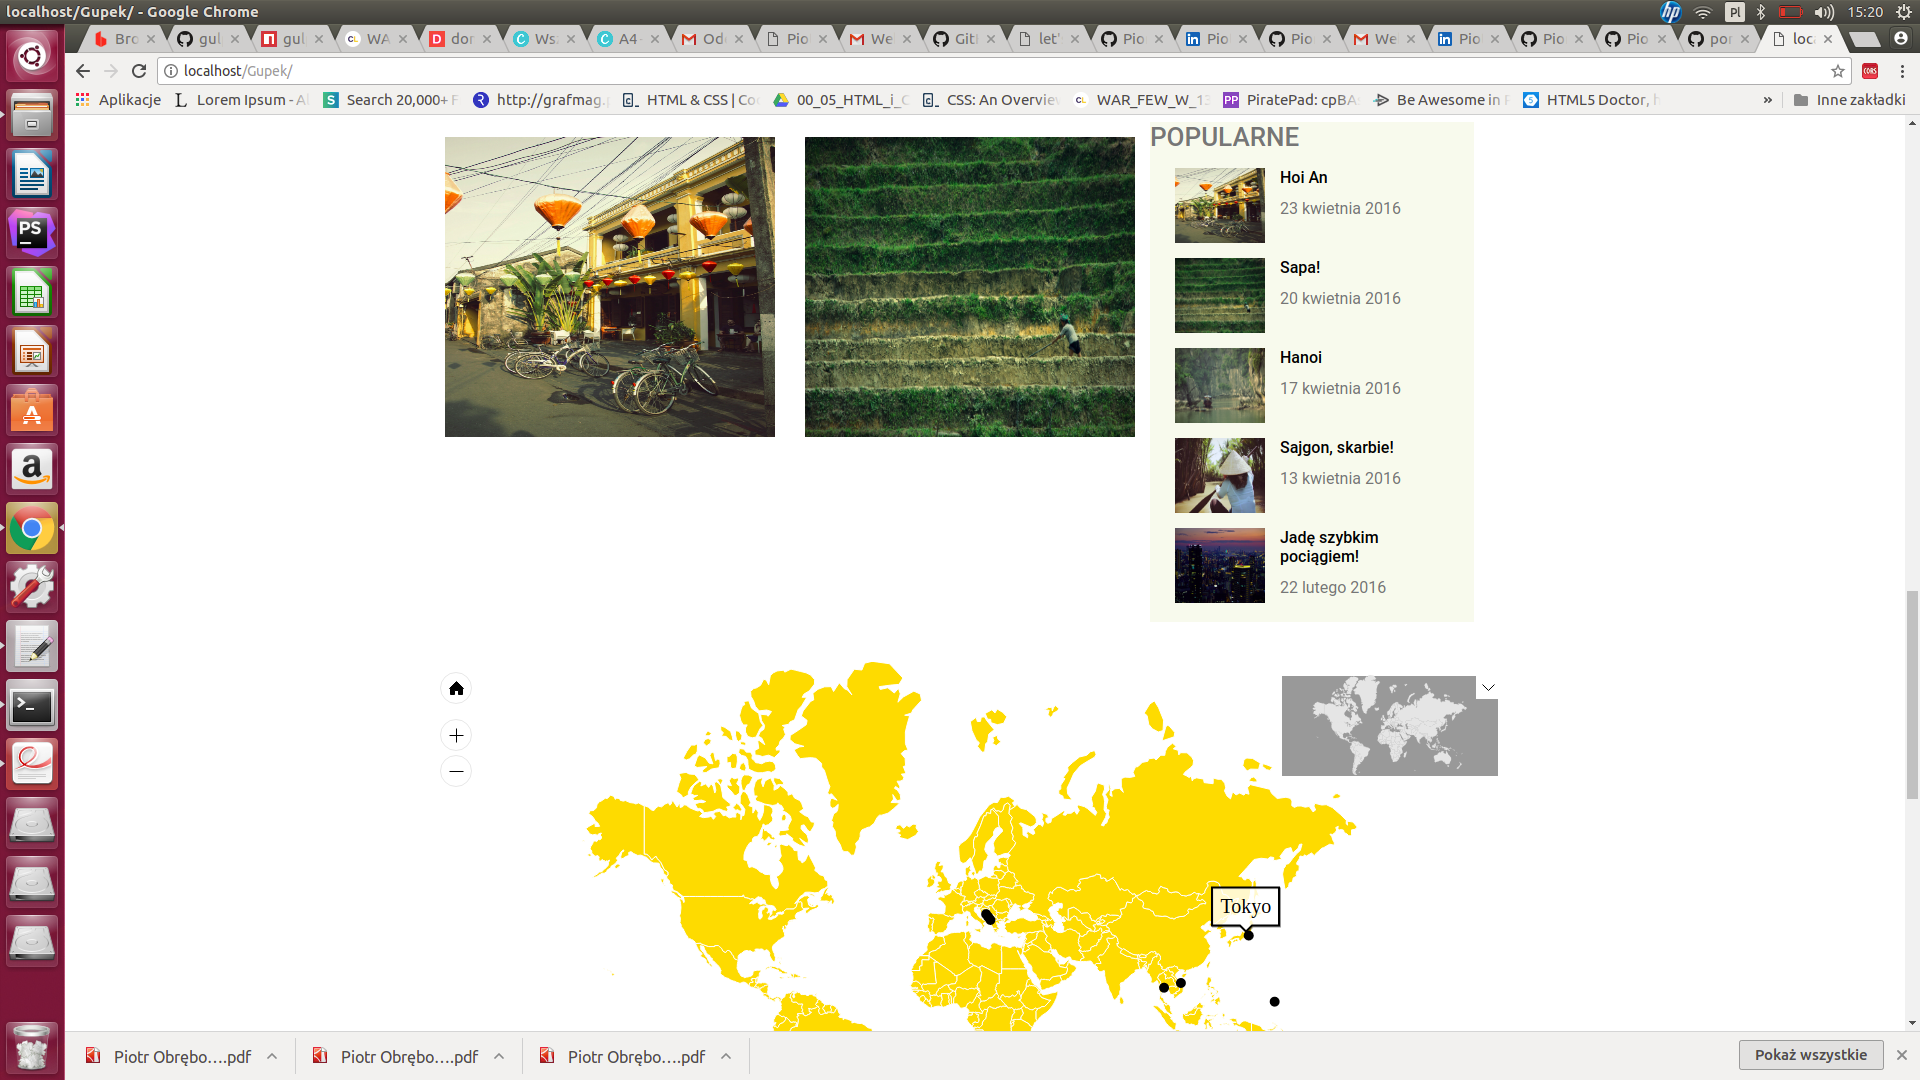 localhost/Gupek/ - Google Chrome
Pl
15:20
Bro
gul
gul
WA
dor
Ws
A4
Od
Pio
We
Git
let'
Pio
Pio
Pio
We
Pio
Pio
Pio
por
loc
localhost/Gupek/
Aplikacje
Lorem Ipsum - Al
Search 20,000+ F
http://grafmag.
HTML & CSS | Co
00_05_HTML_i_C
CSS: An Overvie
WAR_FEW_W_13
PiratePad: cpBA
Be Awesome in
HTML5 Doctor, h
Inne zakładki
POPULARNE
Hoi An
23 kwietnia 2016
Sapa!
20 kwietnia 2016
Hanoi
17 kwietnia 2016
Sajgon, skarbie!
13 kwietnia 2016
Jadę szybkim
pociągiem!
22 lutego 2016
Tokyo
Piotr Obrębo....pdf
Piotr Obrębo....pdf
Piotr Obrębo....pdf
Pokaż wszystkie